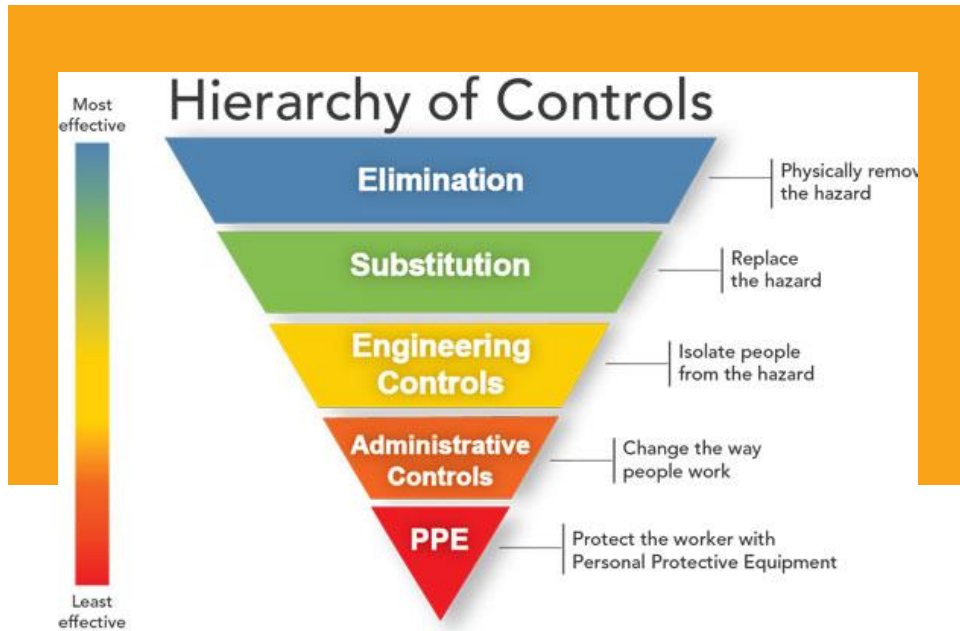 Hierarchy of Controls
Most
effective
Elimination
Physically remov
the hazard
Substitution
Replace
the hazard
Engineering
Controls
Isolate people
from the hazard
Administrative
Controls
Change the way
people work
PPE
Protect the worker with
Personal Protective Equipment
Least
effective